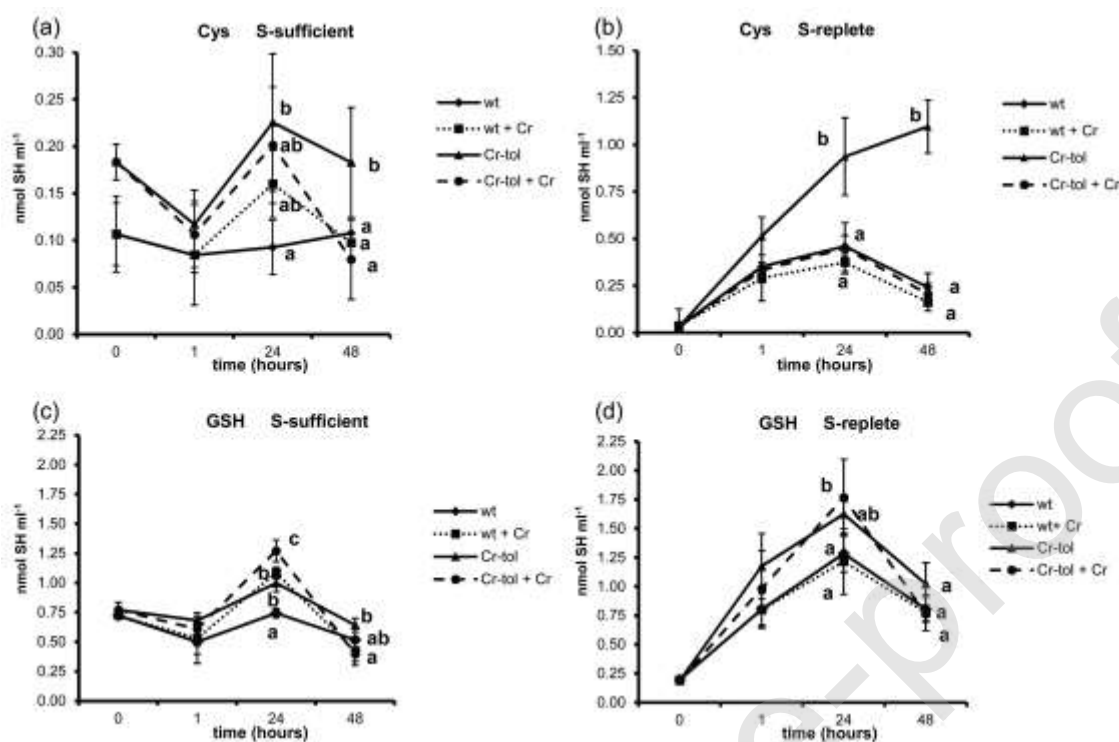 (a)
Cys S-sufficient
nmol SH ml⁻¹
0.30
0.25
0.20
0.15
0.10
0.05
0.00
0 1 24 48
time (hours)
b
ab
ab
a
b
a
a
a
wt
wt + Cr
Cr-tol
Cr-tol + Cr
(b)
Cys S-replete
nmol SH ml⁻¹
1.50
1.25
1.00
0.75
0.50
0.25
0.00
0 1 24 48
time (hours)
b
b
a
a
a
a
wt
wt + Cr
Cr-tol
Cr-tol + Cr
(c)
GSH S-sufficient
nmol SH ml⁻¹
2.25
2.00
1.75
1.50
1.25
1.00
0.75
0.50
0.25
0.00
0 1 24 48
time (hours)
c
b
b
a
b
ab
a
wt
wt + Cr
Cr-tol
Cr-tol + Cr
(d)
GSH S-replete
nmol SH ml⁻¹
2.25
2.00
1.75
1.50
1.25
1.00
0.75
0.50
0.25
0.00
0 1 24 48
time (hours)
b
ab
a
a
a
a
a
wt
wt+ Cr
Cr-tol
Cr-tol + Cr
-proof